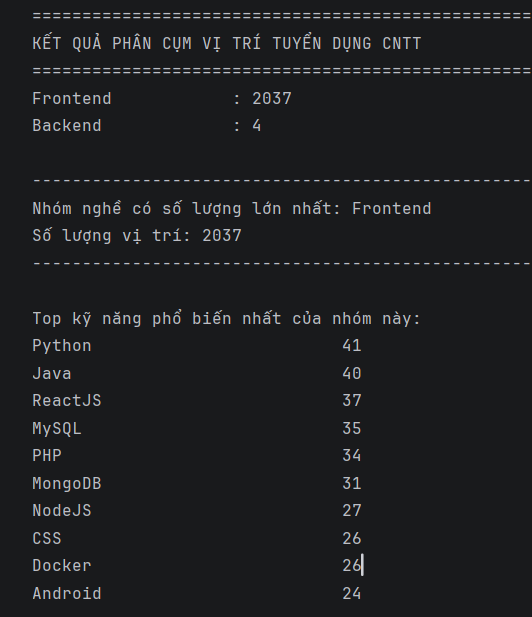 ==================================================
KẾT QUẢ PHÂN CỤM VỊ TRÍ TUYỂN DỤNG CNTT
==================================================
Frontend            : 2037
Backend             : 4
--------------------------------------------------
Nhóm nghề có số lượng lớn nhất: Frontend
Số lượng vị trí: 2037
--------------------------------------------------
Top kỹ năng phổ biến nhất của nhóm này:
Python                         41
Java                           40
ReactJS                        37
MySQL                          35
PHP                            34
MongoDB                        31
NodeJS                         27
CSS                            26
Docker                         26
Android                        24